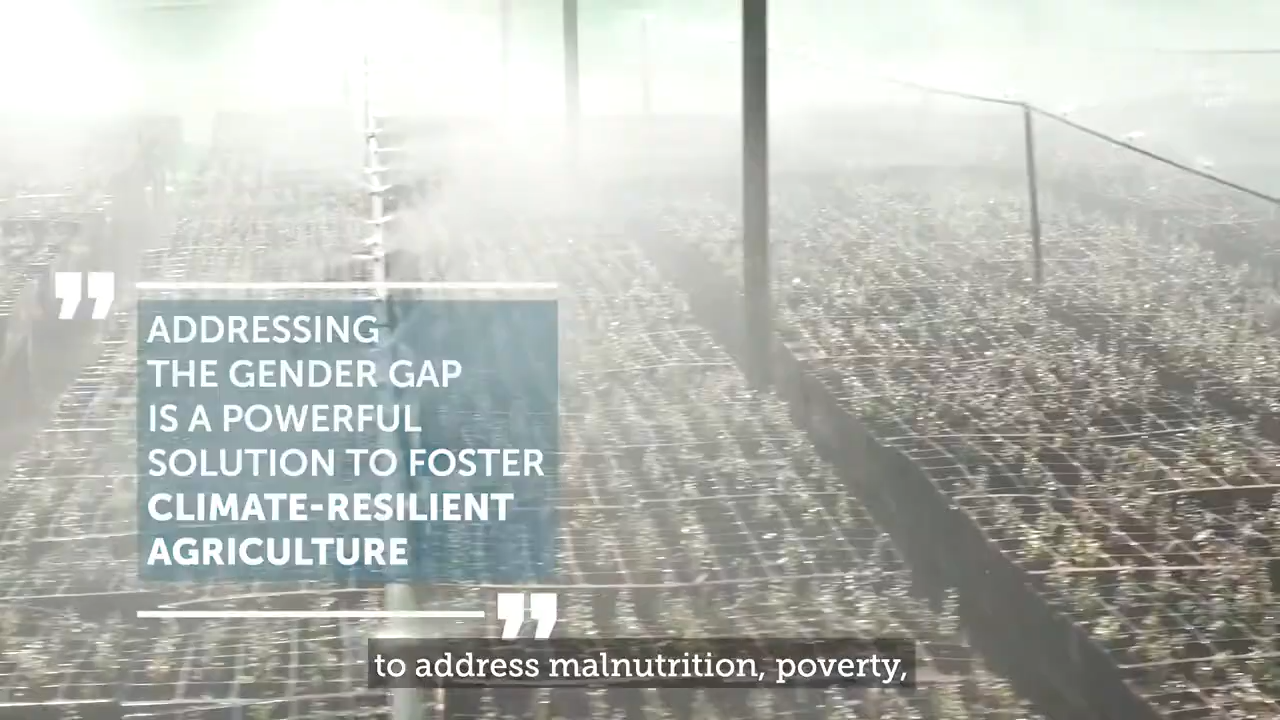 ”
ADDRESSING
THE GENDER GAP
IS A POWERFUL
SOLUTION TO FOSTER
CLIMATE-RESILIENT
AGRICULTURE
”
to address malnutrition, poverty,